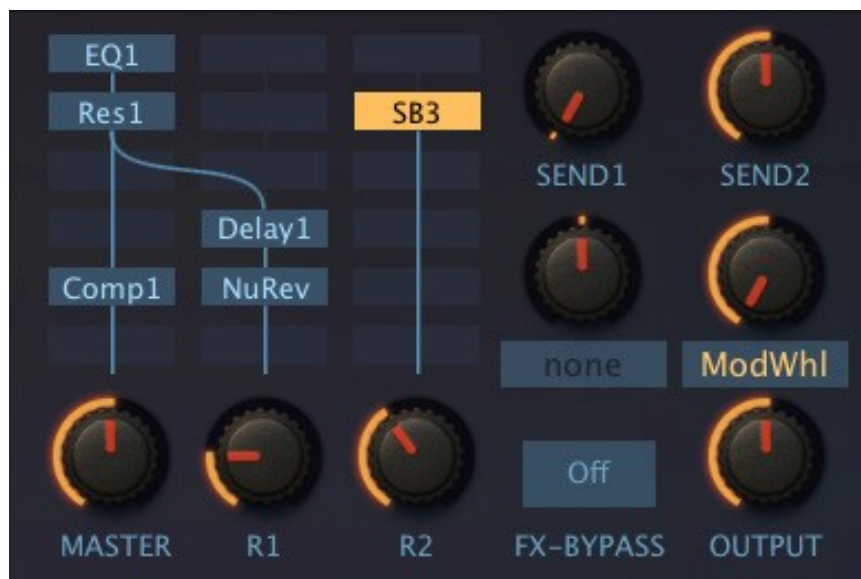 EQ1
Res1
SB3
SEND1
SEND2
Delay1
Comp1
NuRev
none
ModWhl
Off
MASTER
R1
R2
FX-BYPASS
OUTPUT